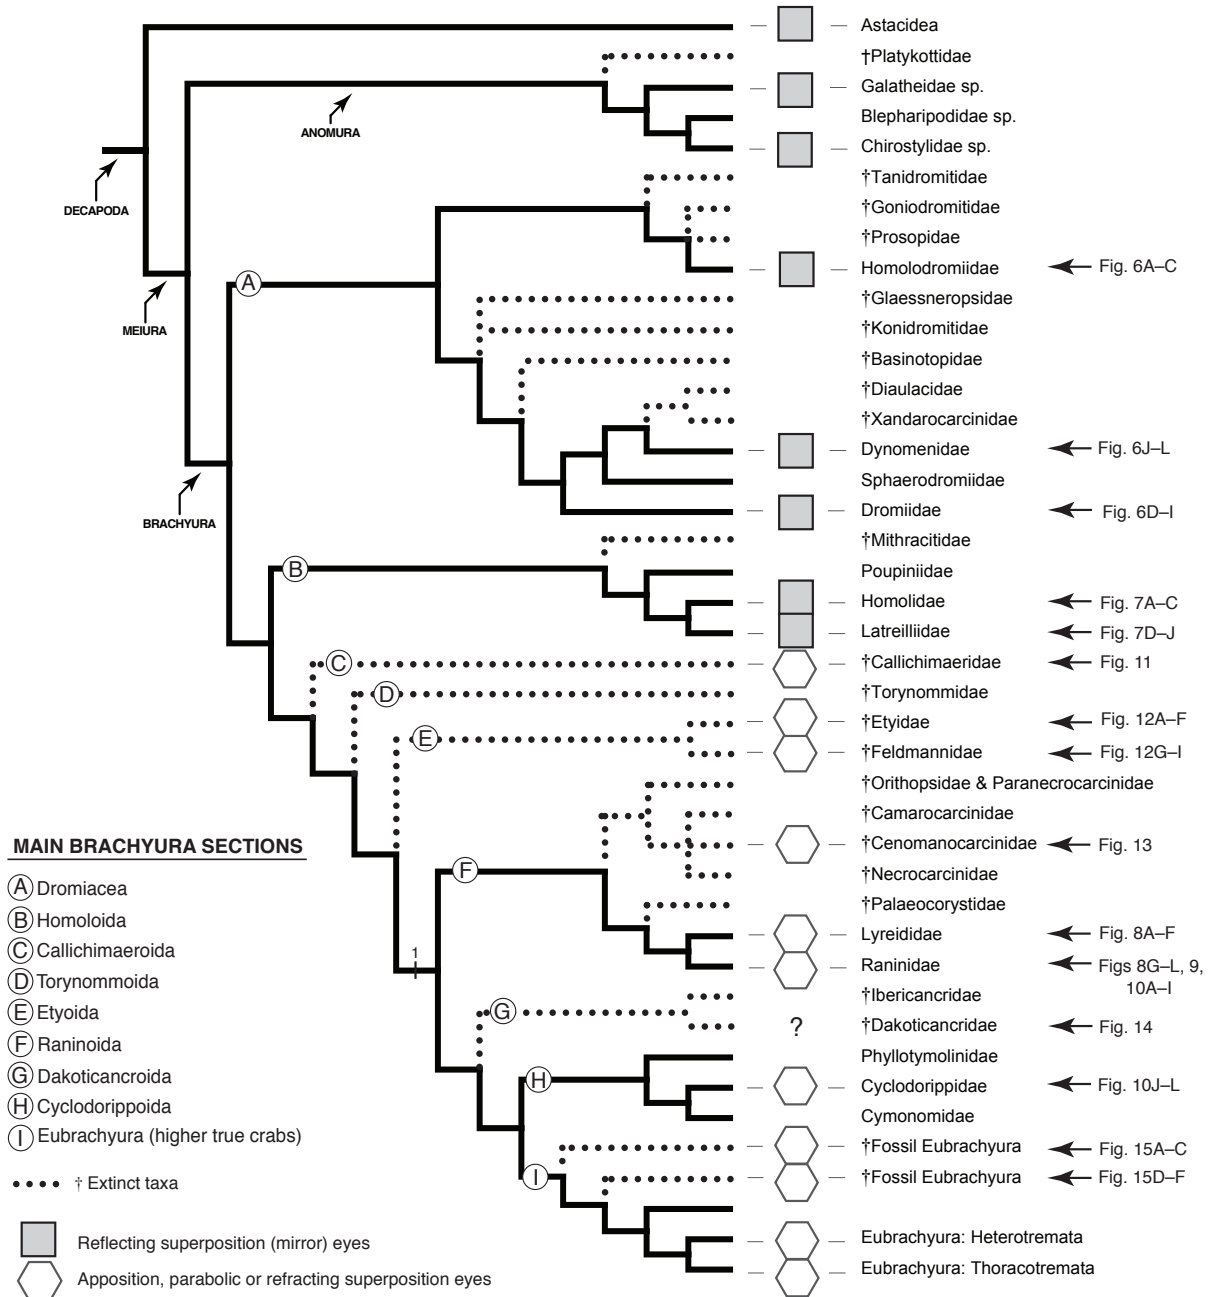 Astacidea
†Platykottidae
Galatheidae sp.
ANOMURA
Blepharipodidae sp.
Chirostylidae sp.
†Tanidromitidae
DECAPODA
†Goniodromitidae
†Prosopidae
Homolodromiidae Fig. 6A–C
A
†Glaessneropsidae
MEIURA
†Konidromitidae
†Basinotopidae
†Diaulacidae
†Xandarocarcinidae
Dynomenidae Fig. 6J–L
Sphaerodromiidae
Dromiidae Fig. 6D–I
BRACHYURA
†Mithracitidae
B
Poupiniidae
Homolidae Fig. 7A–C
Latreilliidae Fig. 7D–J
C
†Callichimaeridae Fig. 11
D
†Torynommidae
†Etyidae Fig. 12A–F
E
†Feldmannidae Fig. 12G–I
†Orithopsidae & Paranecrocarcinidae
†Camarocarcinidae
†Cenomanocarcinidae Fig. 13
F
†Necrocarcinidae
†Palaeocorystidae
Lyreididae Fig. 8A–F
1
Raninidae Figs 8G–L, 9,
10A–I
†Ibericancridae
G
? †Dakoticancridae Fig. 14
Phyllotymolinidae
H
Cyclodorippidae Fig. 10J–L
Cymonomidae
†Fossil Eubrachyura Fig. 15A–C
I
†Fossil Eubrachyura Fig. 15D–F
Eubrachyura: Heterotremata
Eubrachyura: Thoracotremata
MAIN BRACHYURA SECTIONS
A Dromiacea
B Homoloida
C Callichimaeroida
D Torynommoida
E Etyoida
F Raninoida
G Dakoticancroida
H Cyclodorippoida
I Eubrachyura (higher true crabs)
† Extinct taxa
Reflecting superposition (mirror) eyes
Apposition, parabolic or refracting superposition eyes